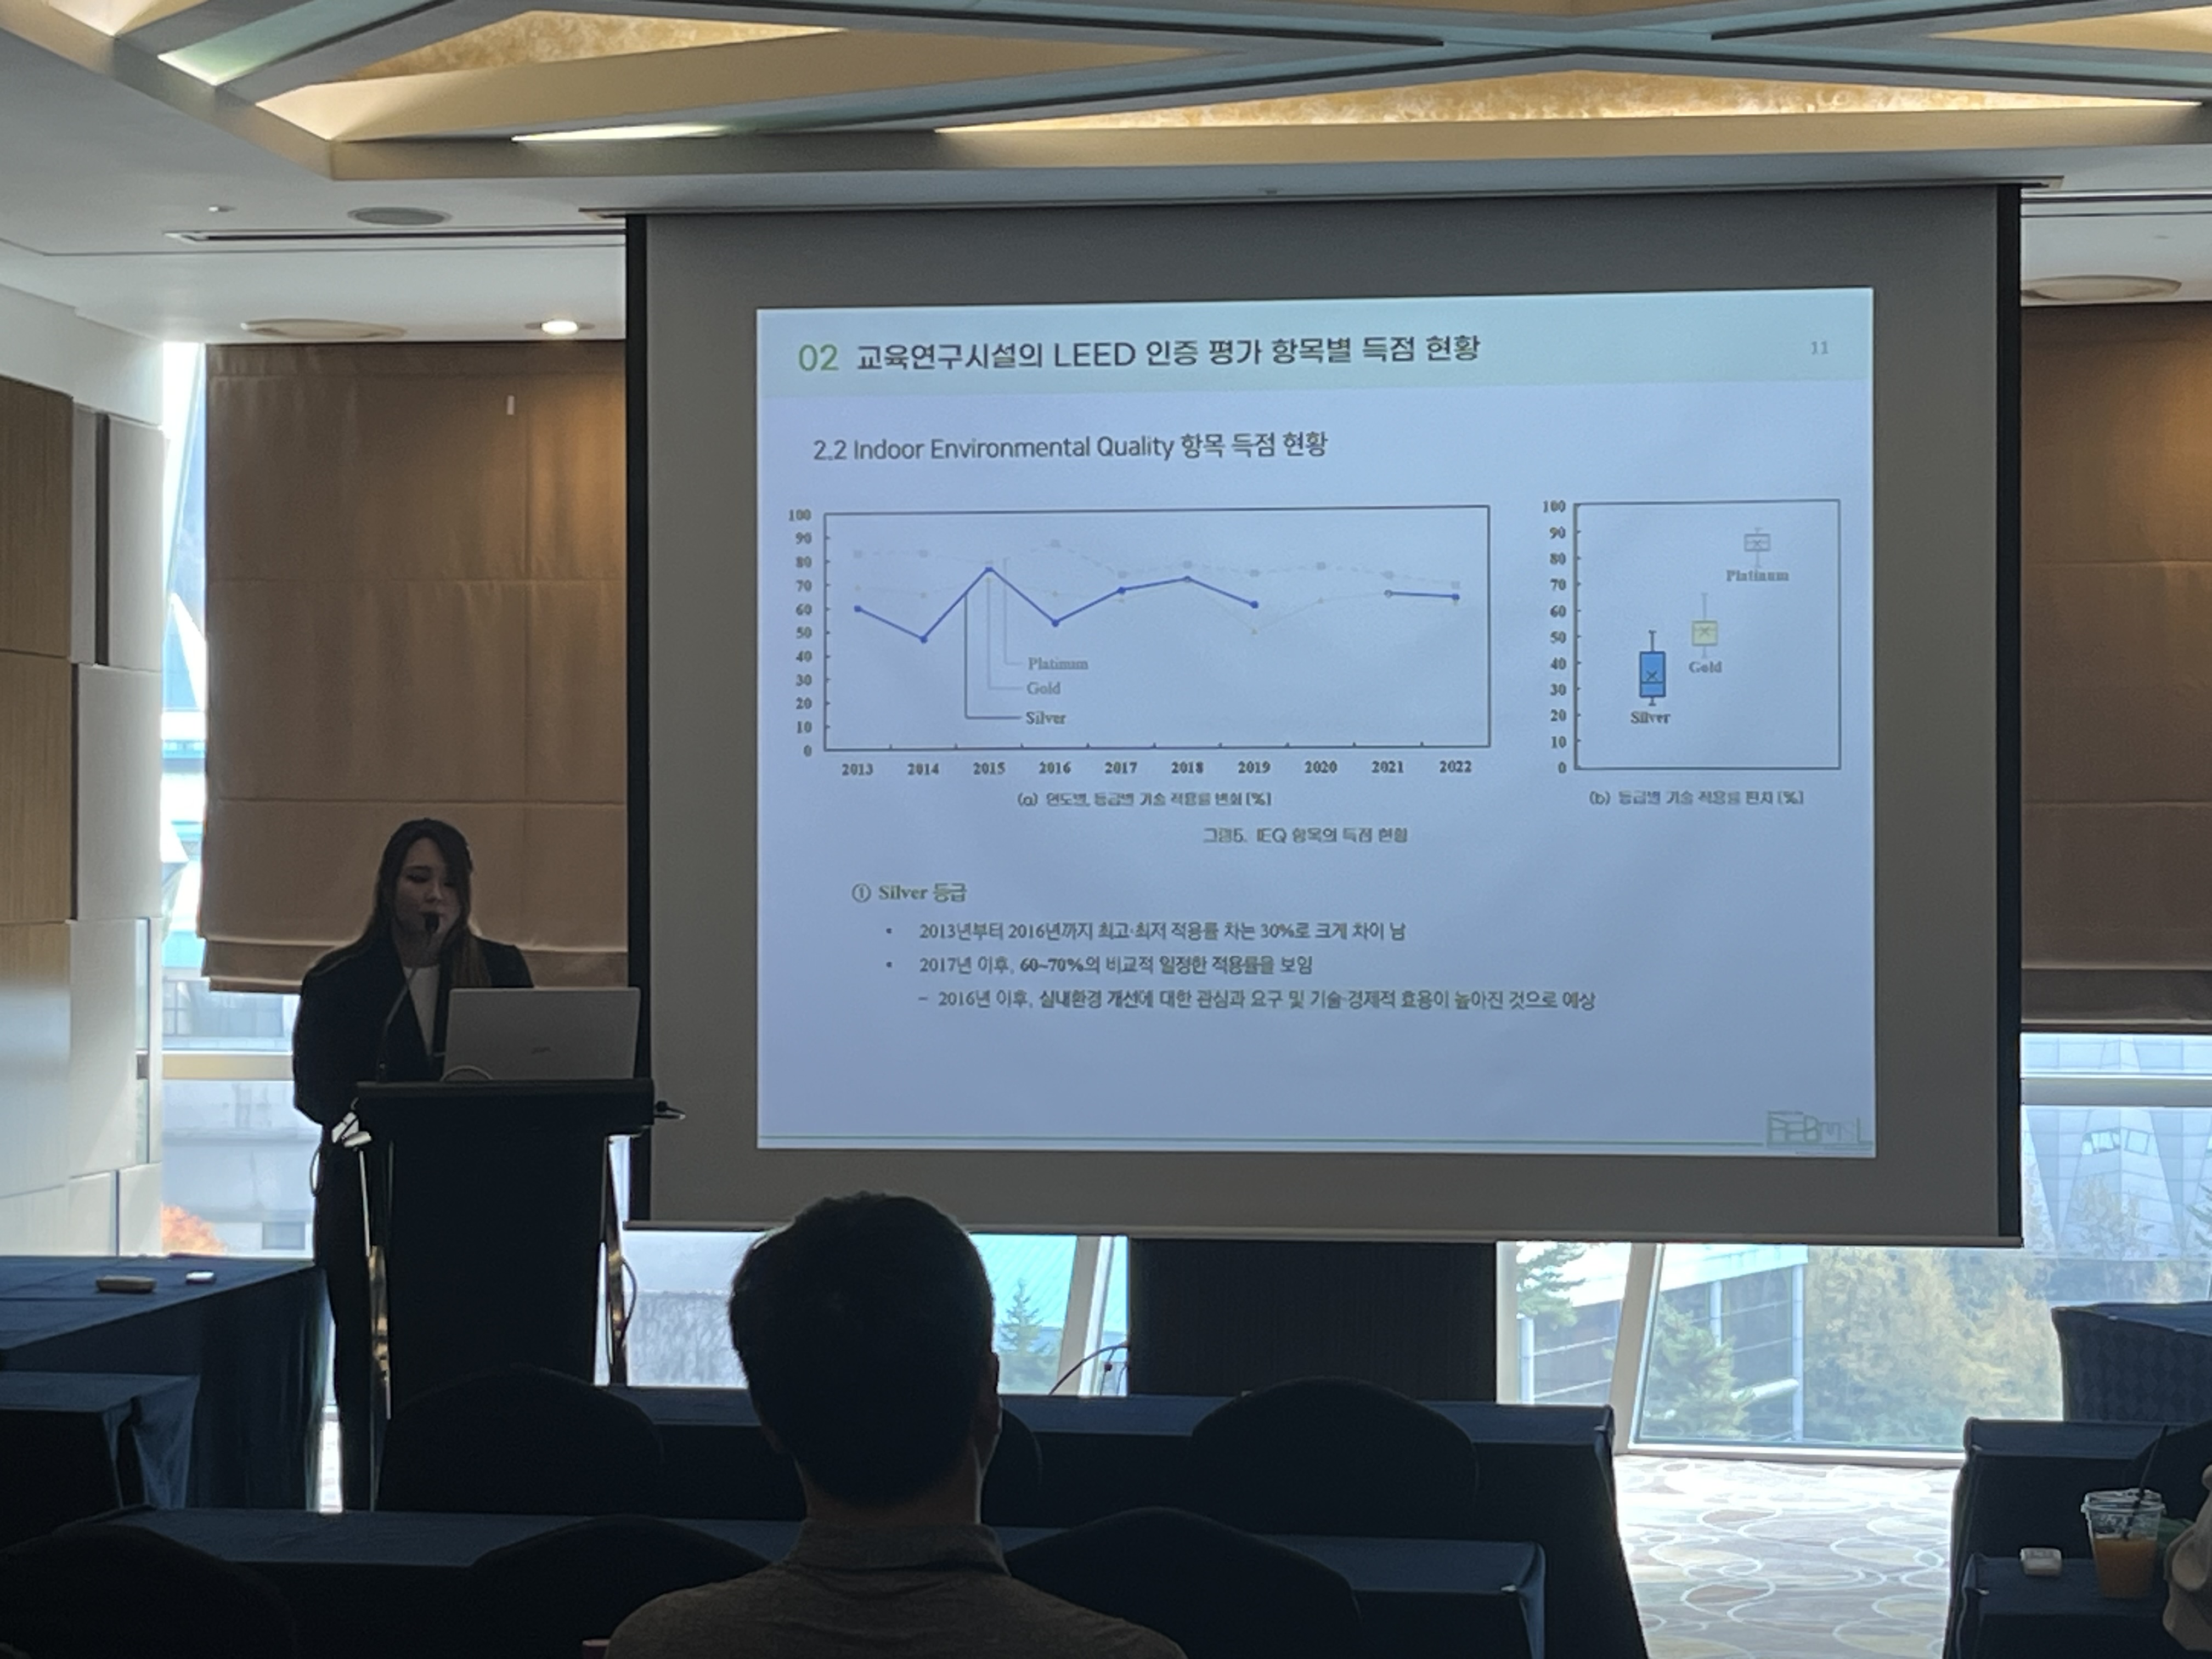 02 교육연구시설의 LEED 인증 평가 항목별 득점 현황
11
2.2 Indoor Environmental Quality 항목 득점 현황
100
90
80
70
60
50
40
30
20
10
0
Platinum
Gold
Silver
2013 2014 2015 2016 2017 2018 2019 2020 2021 2022
(a) 연도별, 등급별 기술 적용률 변화 [%]
100
90
80
70
60
50
40
30
20
10
0
Platinum
Gold
Silver
(b) 등급별 기술 적용률 편차 [%]
그림5. IEQ 항목의 득점 현황
① Silver 등급
• 2013년부터 2016년까지 최고·최저 적용률 차는 30%로 크게 차이 남
• 2017년 이후, 60~70%의 비교적 일정한 적용률을 보임
– 2016년 이후, 실내환경 개선에 대한 관심과 요구 및 기술·경제적 효용이 높아진 것으로 예상